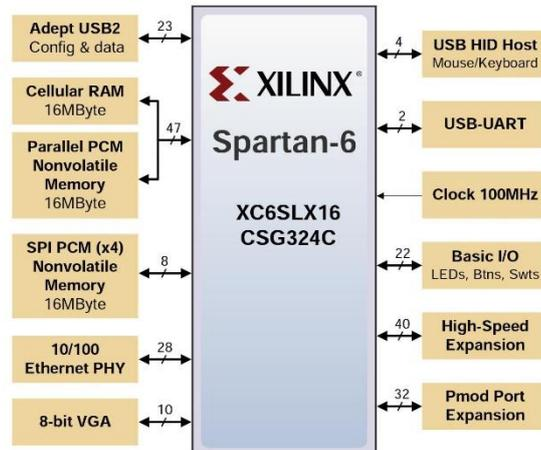 Adept USB2
Config & data
23
Cellular RAM
16MByte
47
Parallel PCM
Nonvolatile
Memory
16MByte
SPI PCM (x4)
Nonvolatile
Memory
16MByte
8
10/100
Ethernet PHY
28
8-bit VGA
10
XILINX®
Spartan-6
XC6SLX16
CSG324C
4
USB HID Host
Mouse/Keyboard
2
USB-UART
Clock 100MHz
22
Basic I/O
LEDs, Btns, Swts
40
High-Speed
Expansion
32
Pmod Port
Expansion